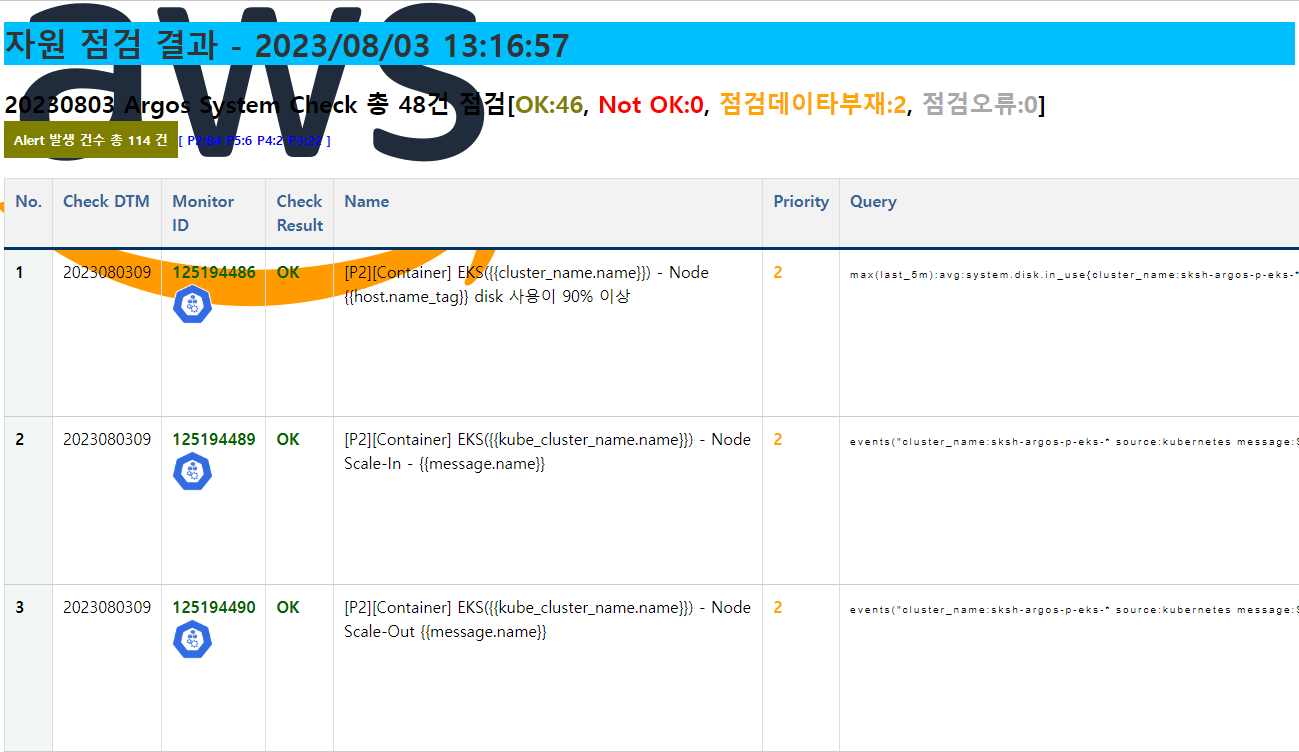 aws
자원 점검 결과 - 2023/08/03 13:16:57
20230803 Argos System Check 총 48건 점검[OK:46, Not OK:0, 점검데이타부재:2, 점검오류:0]
Alert 발생 건수 총 114 건 [ P2:84 P5:6 P4:2 P3:22 ]
No. Check DTM Monitor ID Check Result Name Priority Query
1 2023080309 125194486 OK [P2][Container] EKS({{cluster_name.name}}) - Node 2 max(last_5m):avg:system.disk.in_use{cluster_name:sksh-argos-p-eks-*
{{host.name_tag}} disk 사용이 90% 이상
2 2023080309 125194489 OK [P2][Container] EKS({{kube_cluster_name.name}}) - Node 2 events("cluster_name:sksh-argos-p-eks-* source:kubernetes message:S
Scale-In - {{message.name}}
3 2023080309 125194490 OK [P2][Container] EKS({{kube_cluster_name.name}}) - Node 2 events("cluster_name:sksh-argos-p-eks-* source:kubernetes message:S
Scale-Out {{message.name}}